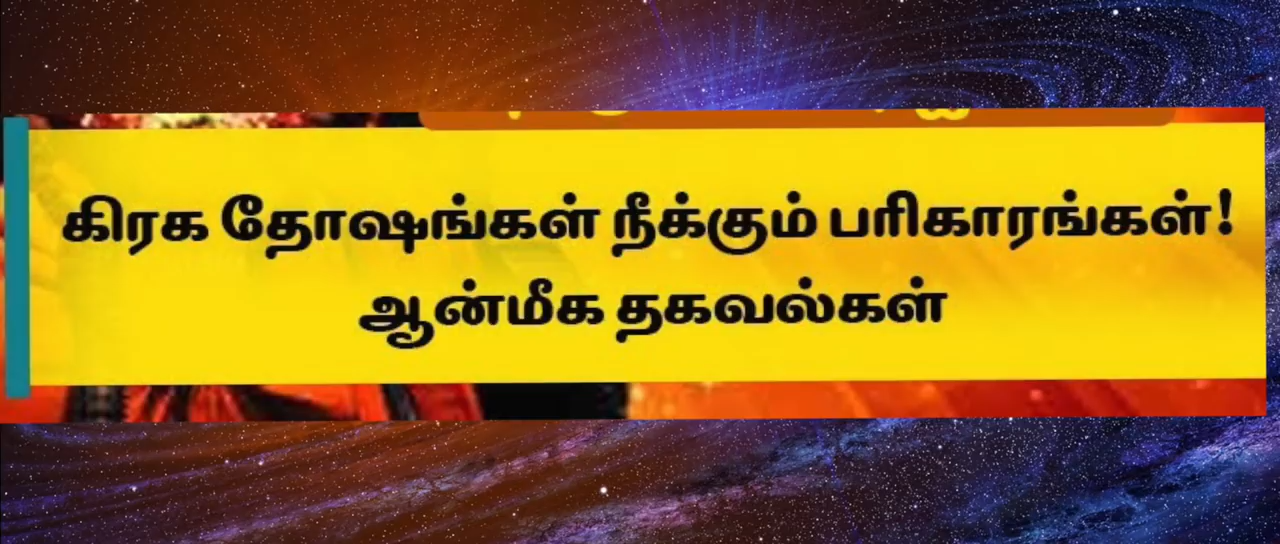 கிரக தோஷங்கள் நீக்கும் பரிகாரங்கள்!
ஆன்மீக தகவல்கள்